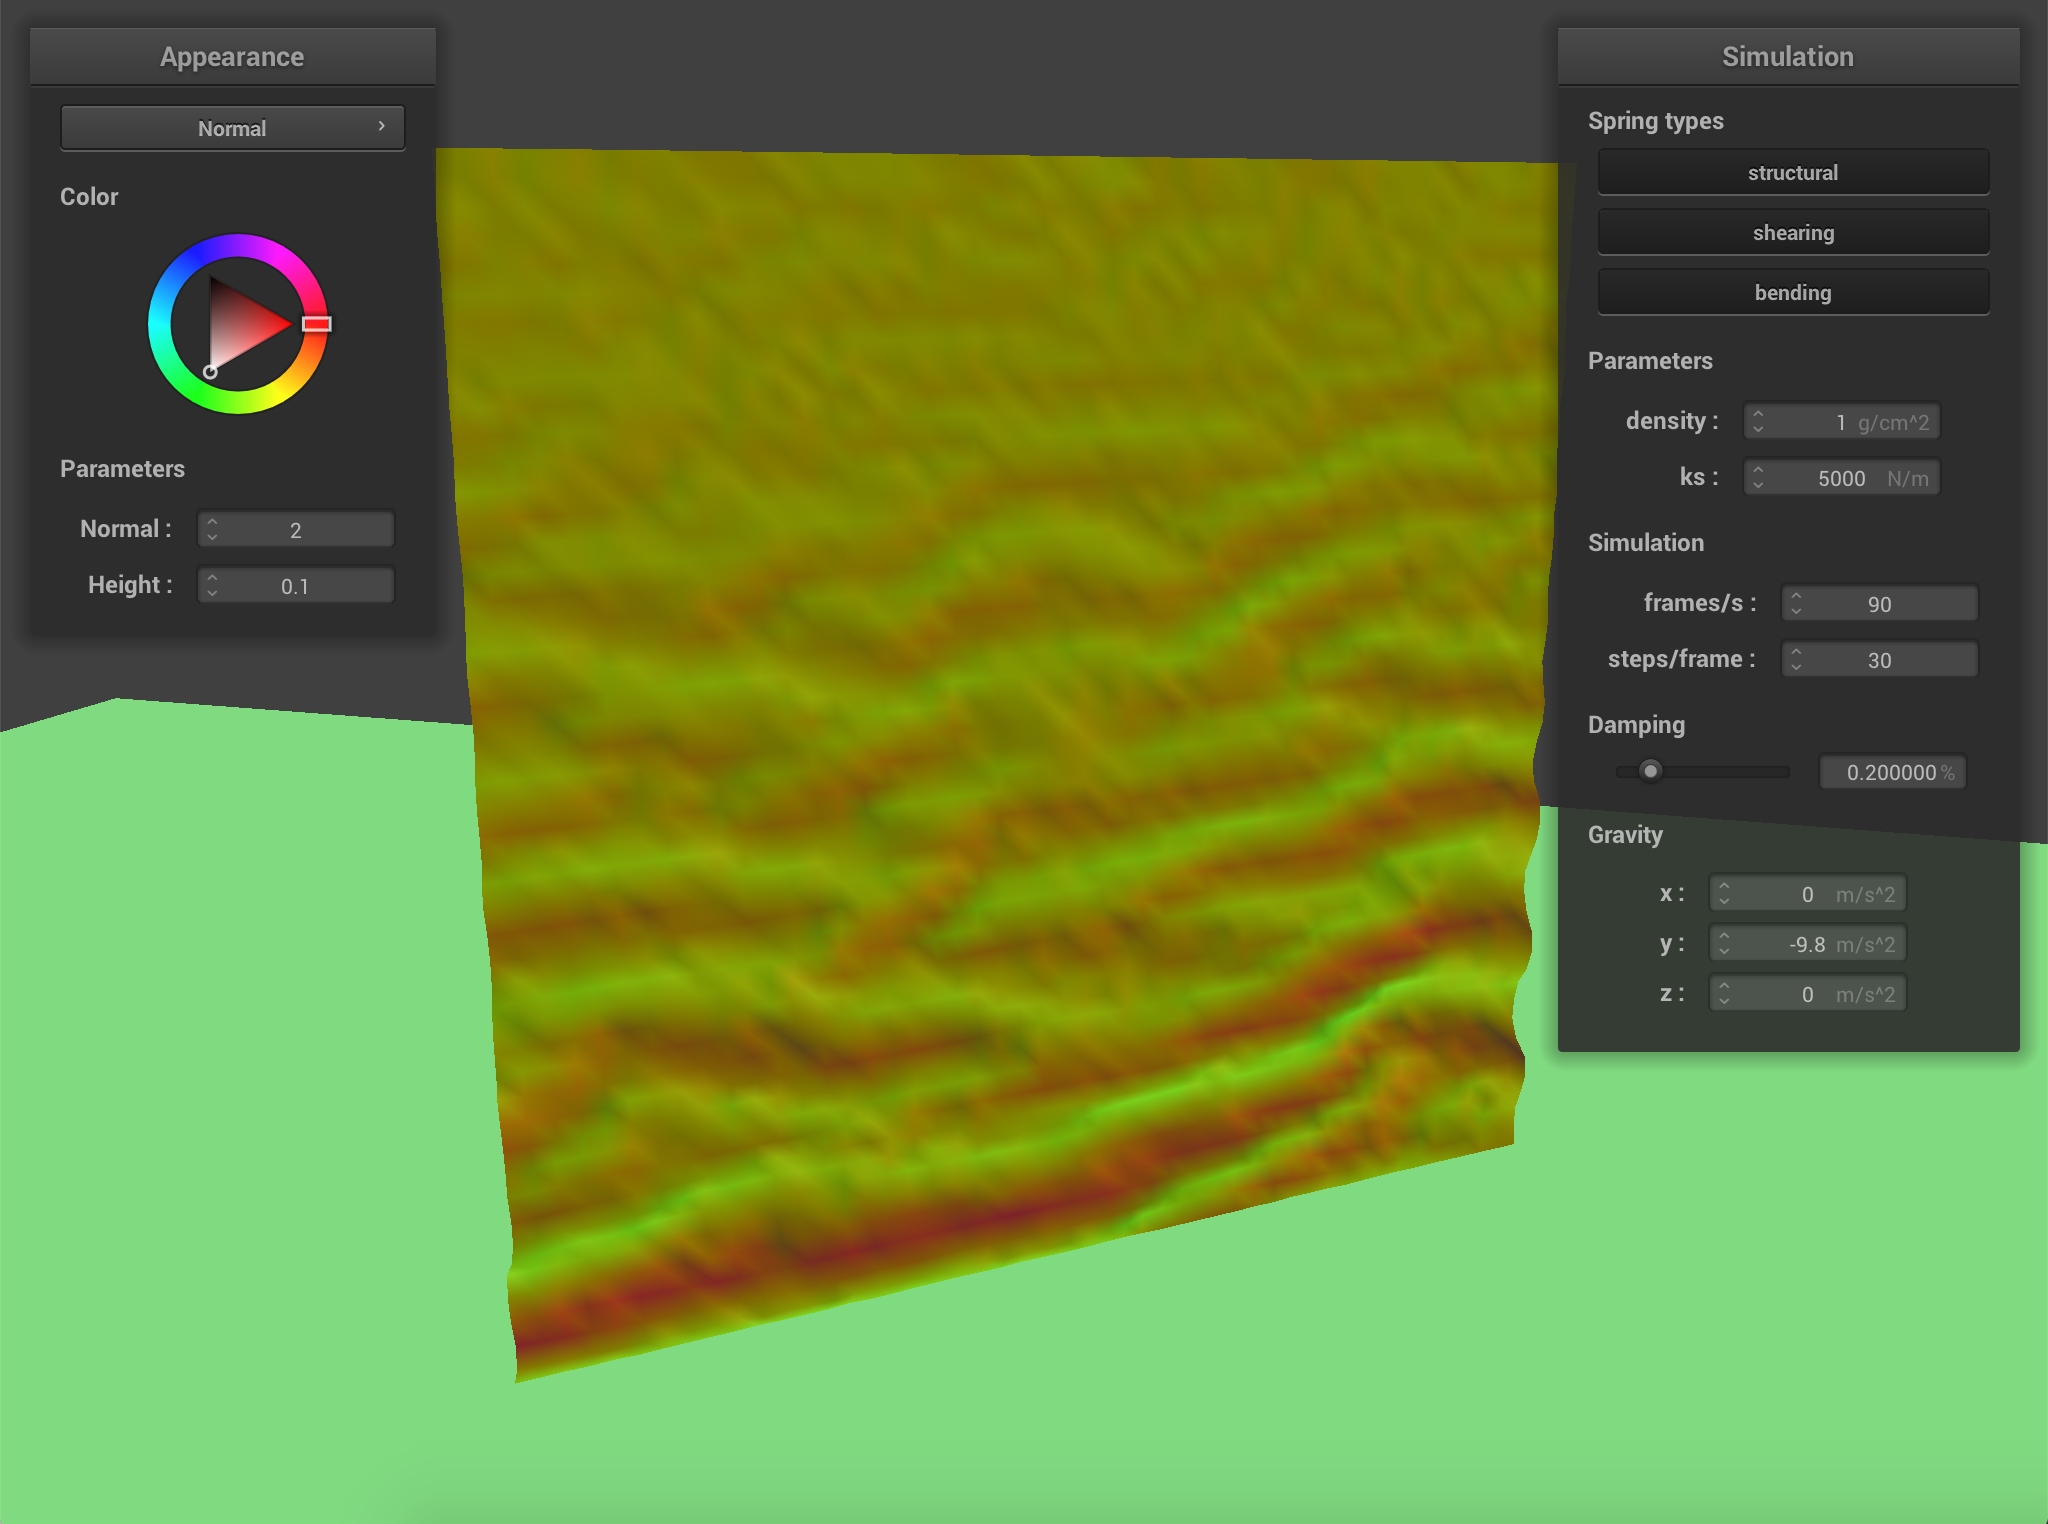 Appearance
Normal
Color
Parameters
Normal : 2
Height : 0.1
Simulation
Spring types
structural
shearing
bending
Parameters
density : 1 g/cm^2
ks : 5000 N/m
Simulation
frames/s : 90
steps/frame : 30
Damping
0.200000 %
Gravity
x : 0 m/s^2
y : -9.8 m/s^2
z : 0 m/s^2